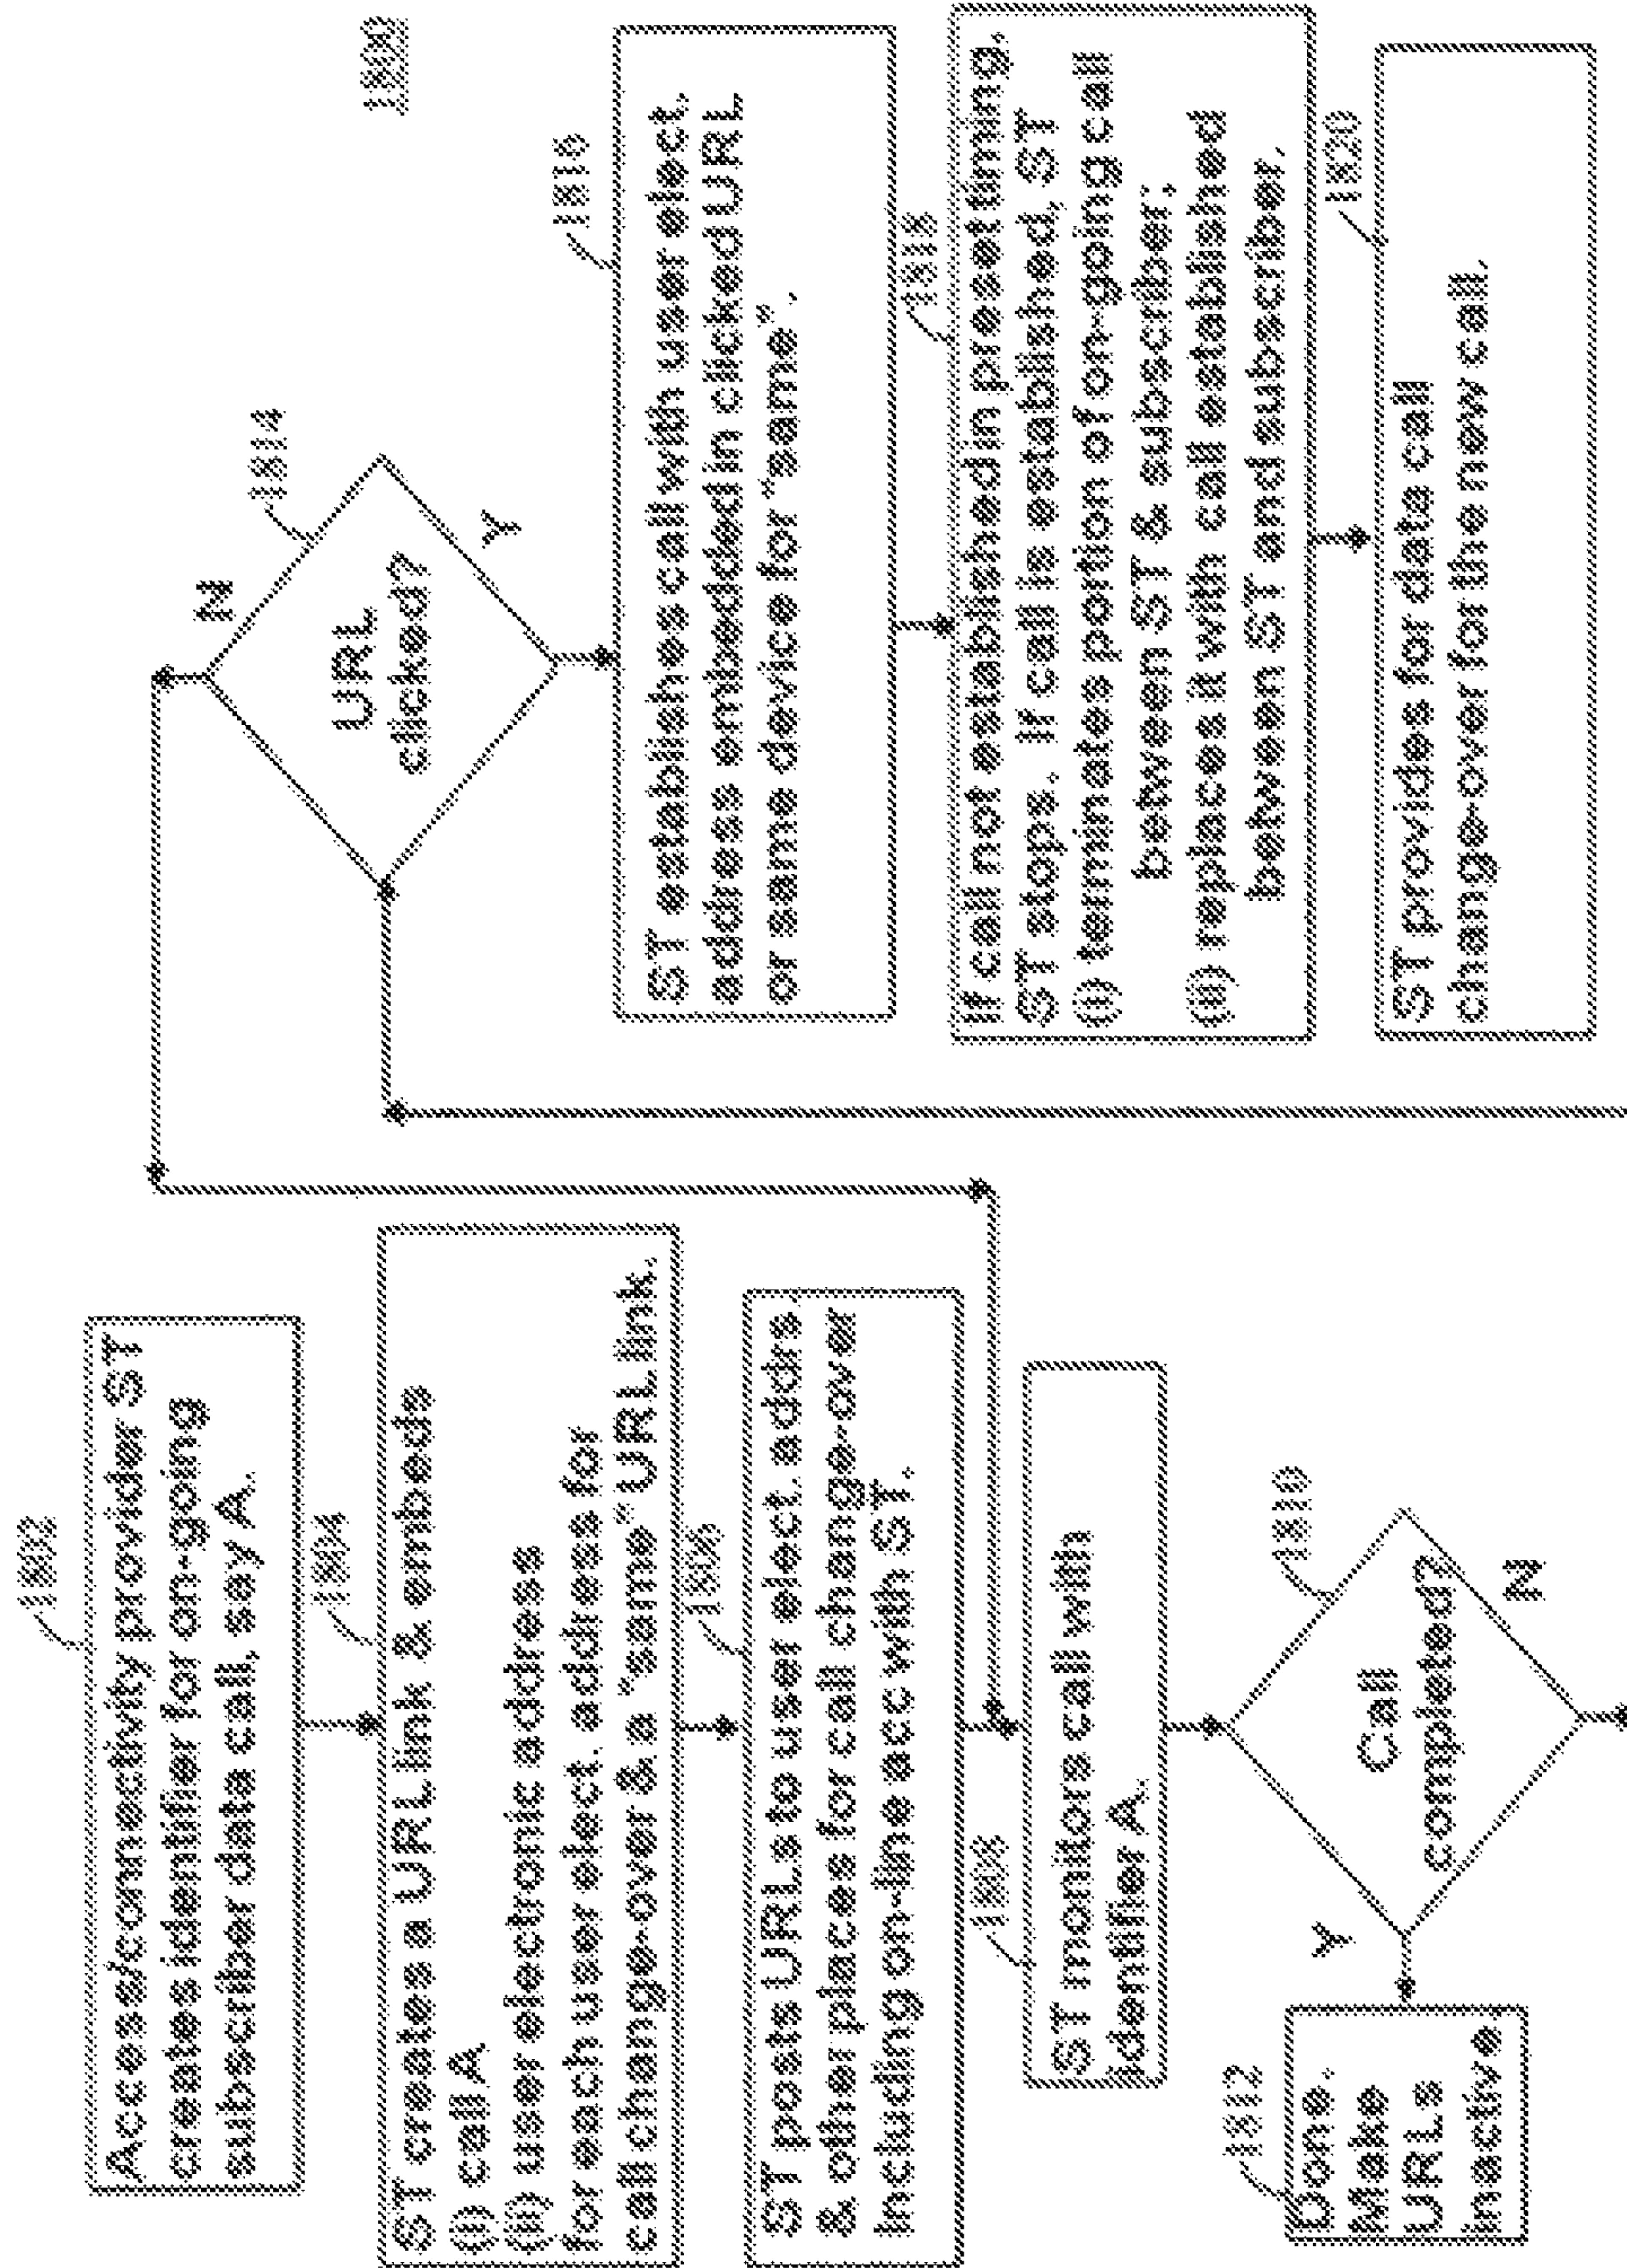 1800
1802
Access/connectivity provider ST
creates identifier for on-going
subscriber data call, say A.
1804
ST creates a URL link & embeds
(i) call A
(ii) user electronic address
for each user elect. address for
call change-over & a "same" URL link.
1806
ST posts URLs to user elect. adrs
& other places for call change-over
Including on-line acc with ST.
1808
ST monitors call with
identifier A.
1810
Call
completed?
Y
N
1812
Done.
Make
URLs
inactive.
1814
URL
clicked?
N
Y
1816
ST establishes call with user elect.
address embedded in clicked URL
or same device for "same".
1818
If call not established in preset timing,
ST stops. If call is established, ST
(i) terminates portion of on-going call
between ST & subscriber;
(ii) replaces it with call established
between ST and subscriber.
1820
ST provides for data call
change-over for the new call.